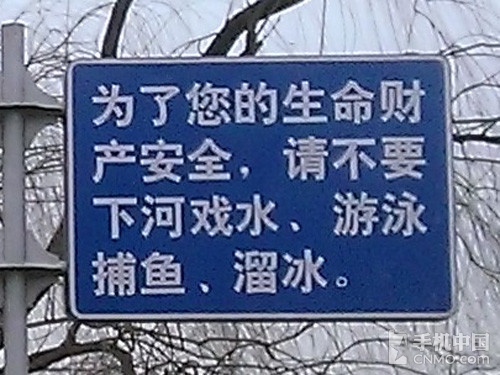 为了您的生命财
产安全，请不要
下河戏水、游泳
捕鱼、溜冰。
手机中国
CNMO.com